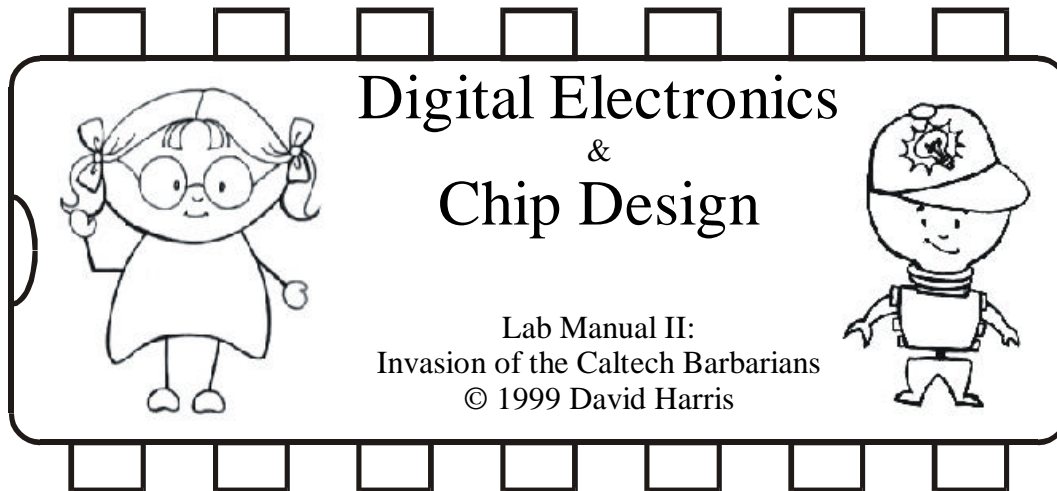 Digital Electronics
&
Chip Design
Lab Manual II:
Invasion of the Caltech Barbarians
© 1999 David Harris